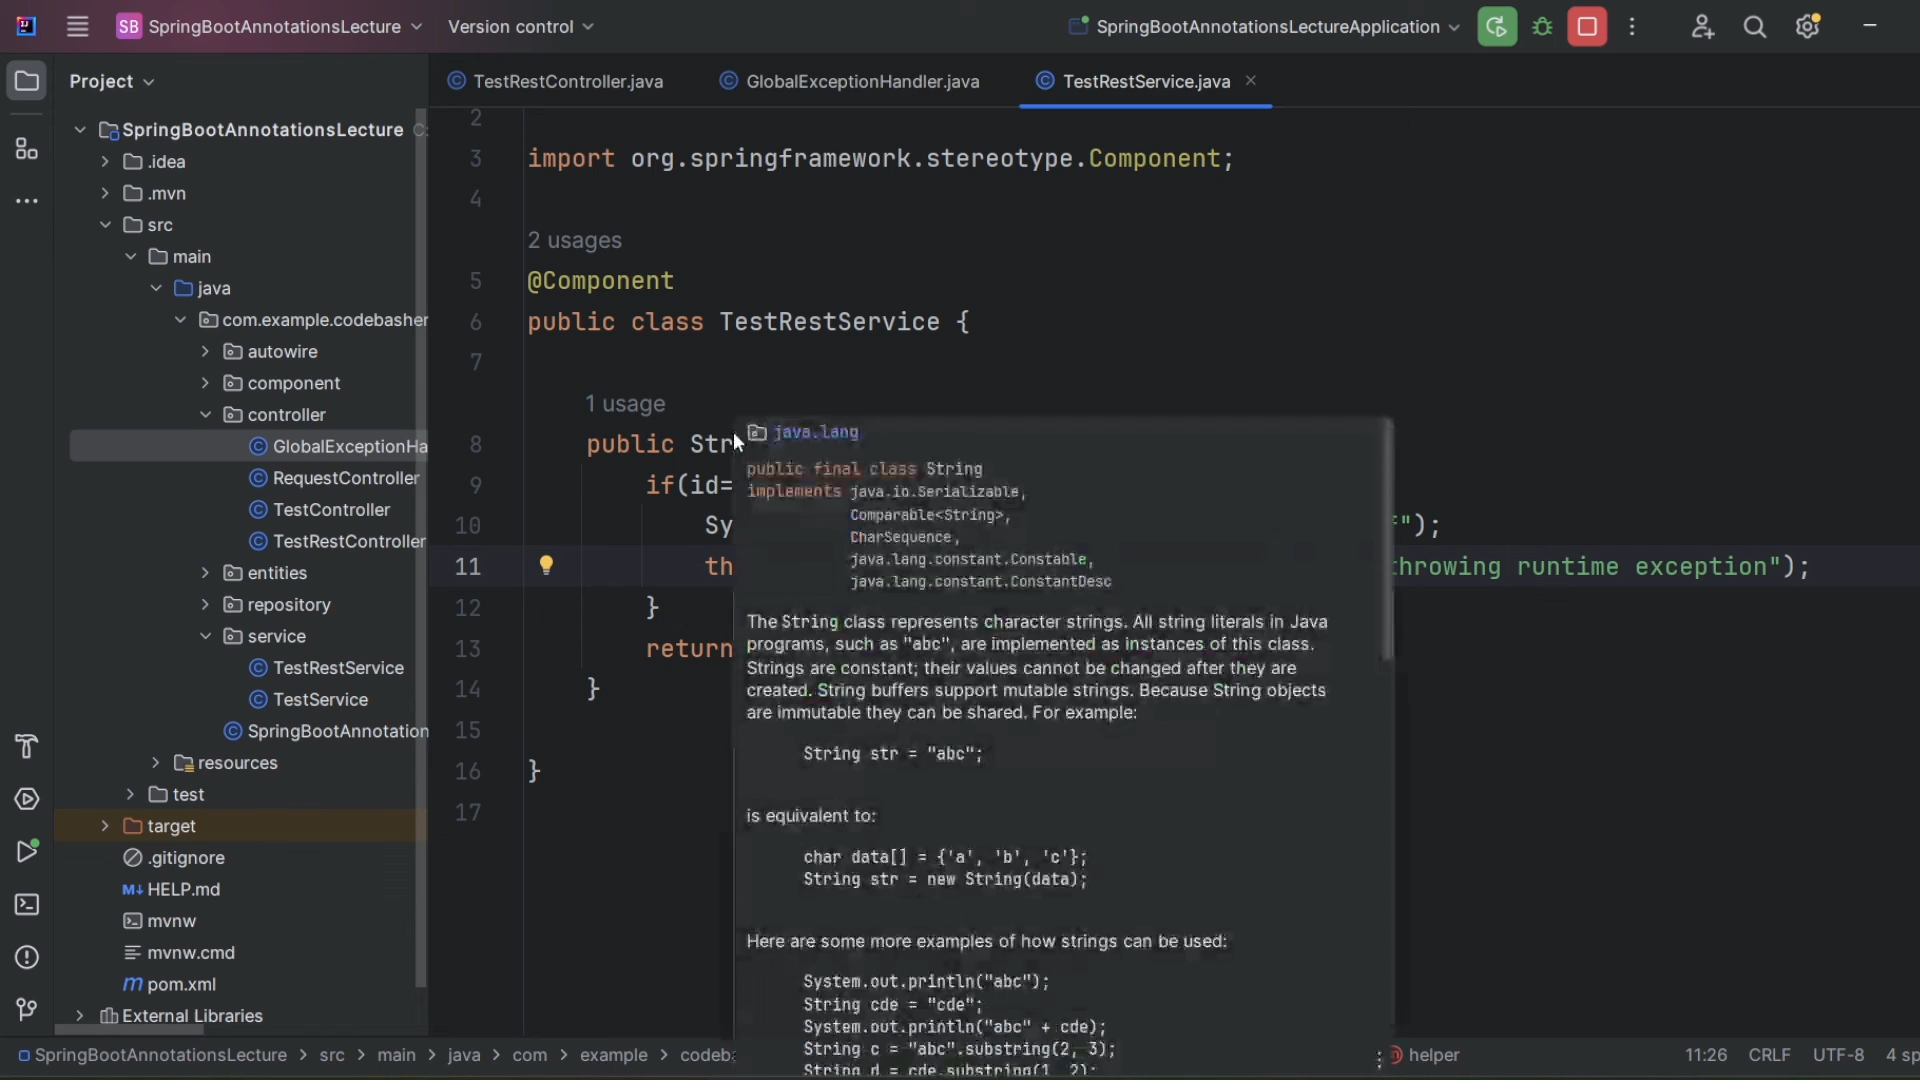 SB SpringBootAnnotationsLecture Version control SpringBootAnnotationsLectureApplication
Project
TestRestController.java GlobalExceptionHandler.java TestRestService.java
SpringBootAnnotationsLecture C:
.idea
.mvn
src
main
java
com.example.codebasher
autowire
component
controller
GlobalExceptionHa
RequestController
TestController
TestRestController
entities
repository
service
TestRestService
TestService
SpringBootAnnotation
resources
test
target
.gitignore
HELP.md
mvnw
mvnw.cmd
pom.xml
External Libraries
2
3 import org.springframework.stereotype.Component;
4
2 usages
5 @Component
6 public class TestRestService {
7
1 usage
8 public Str
9 if(id=
10 Sy f");
11 th throwing runtime exception");
12 }
13 return
14 }
15
16 }
17
java.lang
public final class String
implements java.io.Serializable,
Comparable<String>,
CharSequence,
java.lang.constant.Constable,
java.lang.constant.ConstantDesc
The String class represents character strings. All string literals in Java
programs, such as "abc", are implemented as instances of this class.
Strings are constant; their values cannot be changed after they are
created. String buffers support mutable strings. Because String objects
are immutable they can be shared. For example:
String str = "abc";
is equivalent to:
char data[] = {'a', 'b', 'c'};
String str = new String(data);
Here are some more examples of how strings can be used:
System.out.println("abc");
String cde = "cde";
System.out.println("abc" + cde);
String c = "abc".substring(2, 3);
String d = cde.substring(1, 2);
SpringBootAnnotationsLecture > src > main > java > com > example > codeba helper 11:26 CRLF UTF-8 4 sp